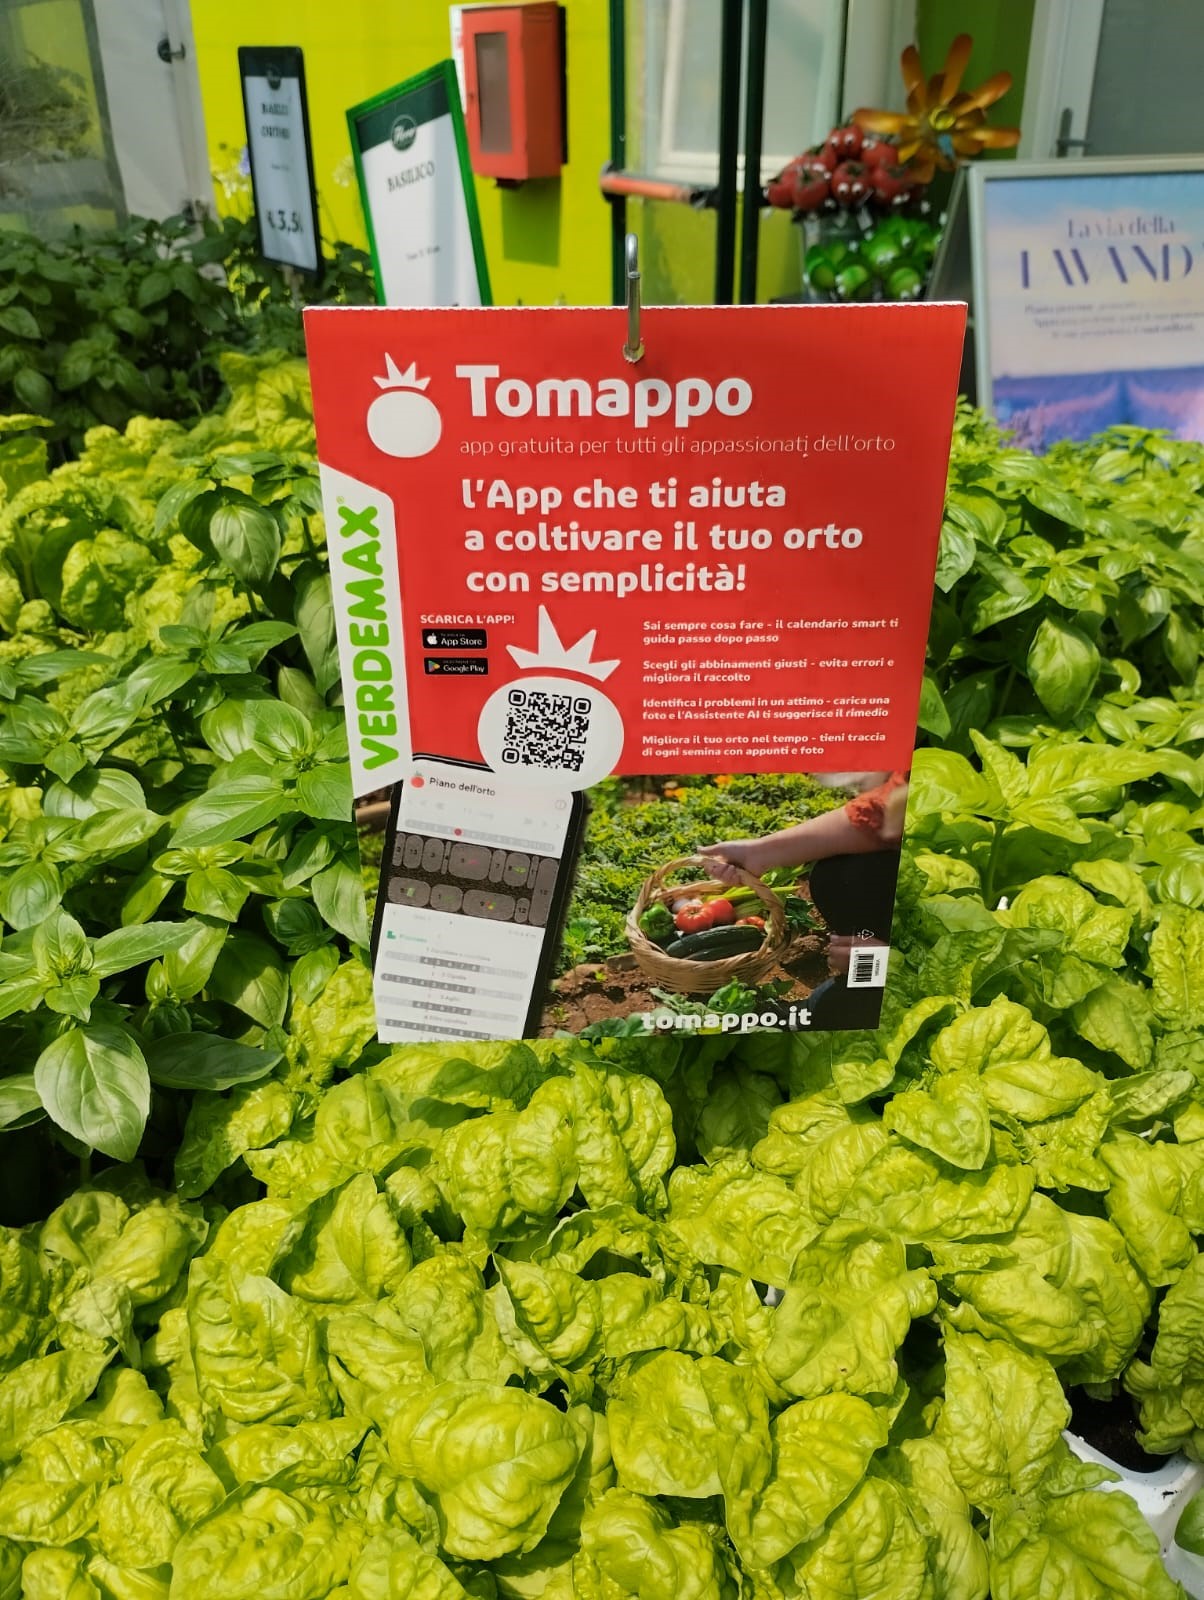 BASILICO
€ 3,5
La via della
LAVANDA
Tomappo
app gratuita per tutti gli appassionati dell'orto
l'App che ti aiuta
a coltivare il tuo orto
con semplicità!
VERDEMAX®
SCARICA L'APP!
App Store
Google Play
Sai sempre cosa fare - il calendario smart ti
guida passo dopo passo
Scegli gli abbinamenti giusti - evita errori e
migliora il raccolto
Identifica i problemi in un attimo - carica una
foto e l'Assistente AI ti suggerisce il rimedio
Migliora il tuo orto nel tempo - tieni traccia
di ogni semina con appunti e foto
Piano dell'orto
tomappo.it